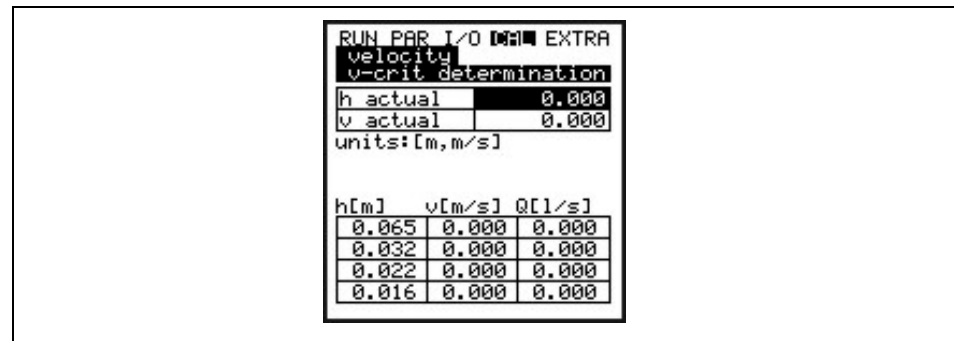 RUN PAR I/O CAL EXTRA
velocity
v-crit determination
h actual 0.000
v actual 0.000
units:[m,m/s]
h[m] v[m/s] Q[l/s]
0.065 0.000 0.000
0.032 0.000 0.000
0.022 0.000 0.000
0.016 0.000 0.000